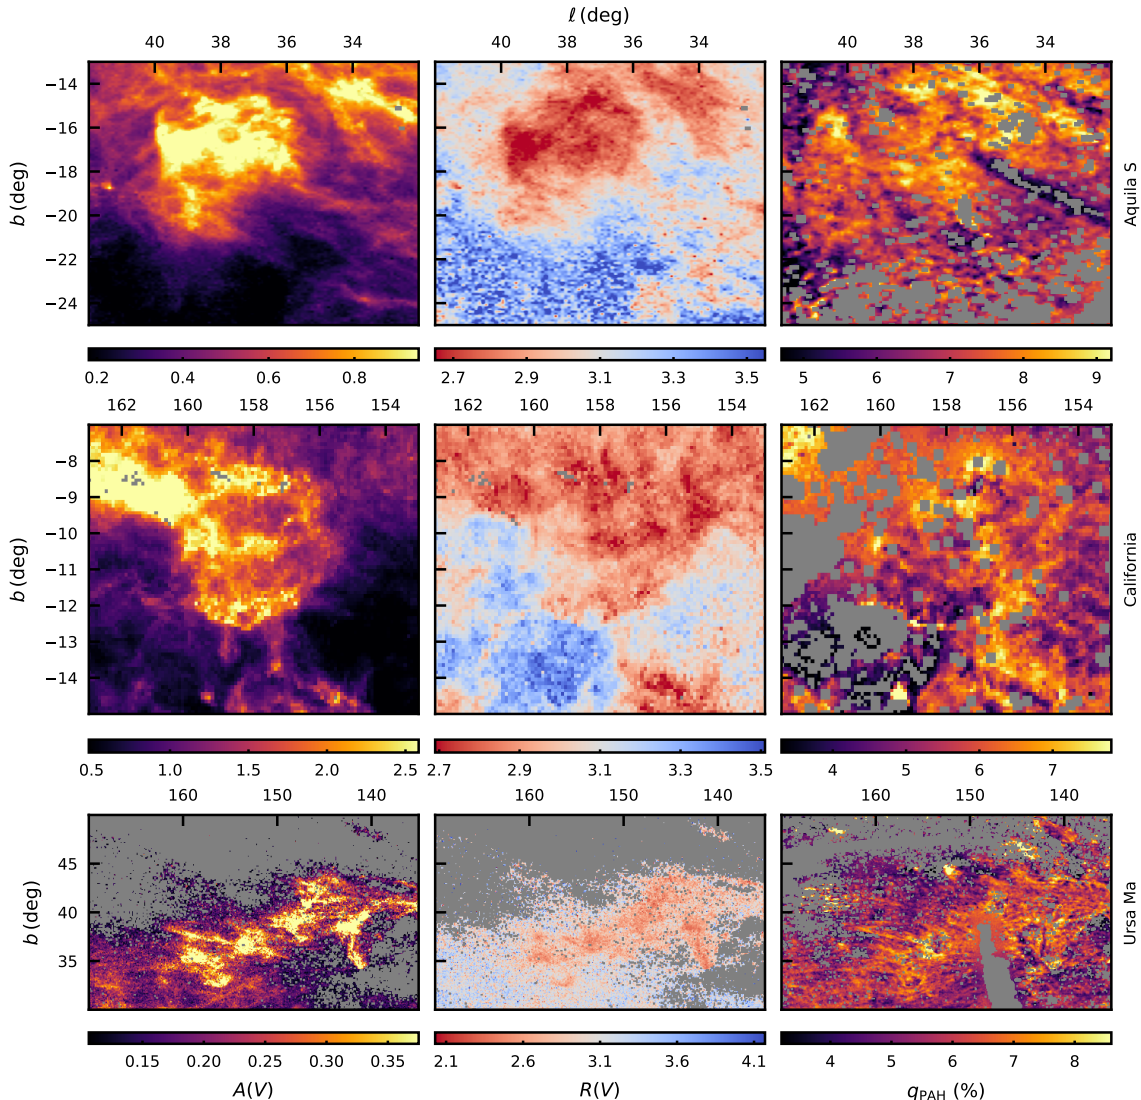 ℓ (deg)
40 38 36 34 40 38 36 34 40 38 36 34
b (deg)
−14
−16
−18
−20
−22
−24
Aquila S
0.2 0.4 0.6 0.8 2.7 2.9 3.1 3.3 3.5 5 6 7 8 9
162 160 158 156 154 162 160 158 156 154 162 160 158 156 154
b (deg)
−8
−9
−10
−11
−12
−13
−14
California
0.5 1.0 1.5 2.0 2.5 2.7 2.9 3.1 3.3 3.5 4 5 6 7
160 150 140 160 150 140 160 150 140
b (deg)
45
40
35
Ursa Ma
0.15 0.20 0.25 0.30 0.35 2.1 2.6 3.1 3.6 4.1 4 5 6 7 8
A(V) R(V) qPAH (%)